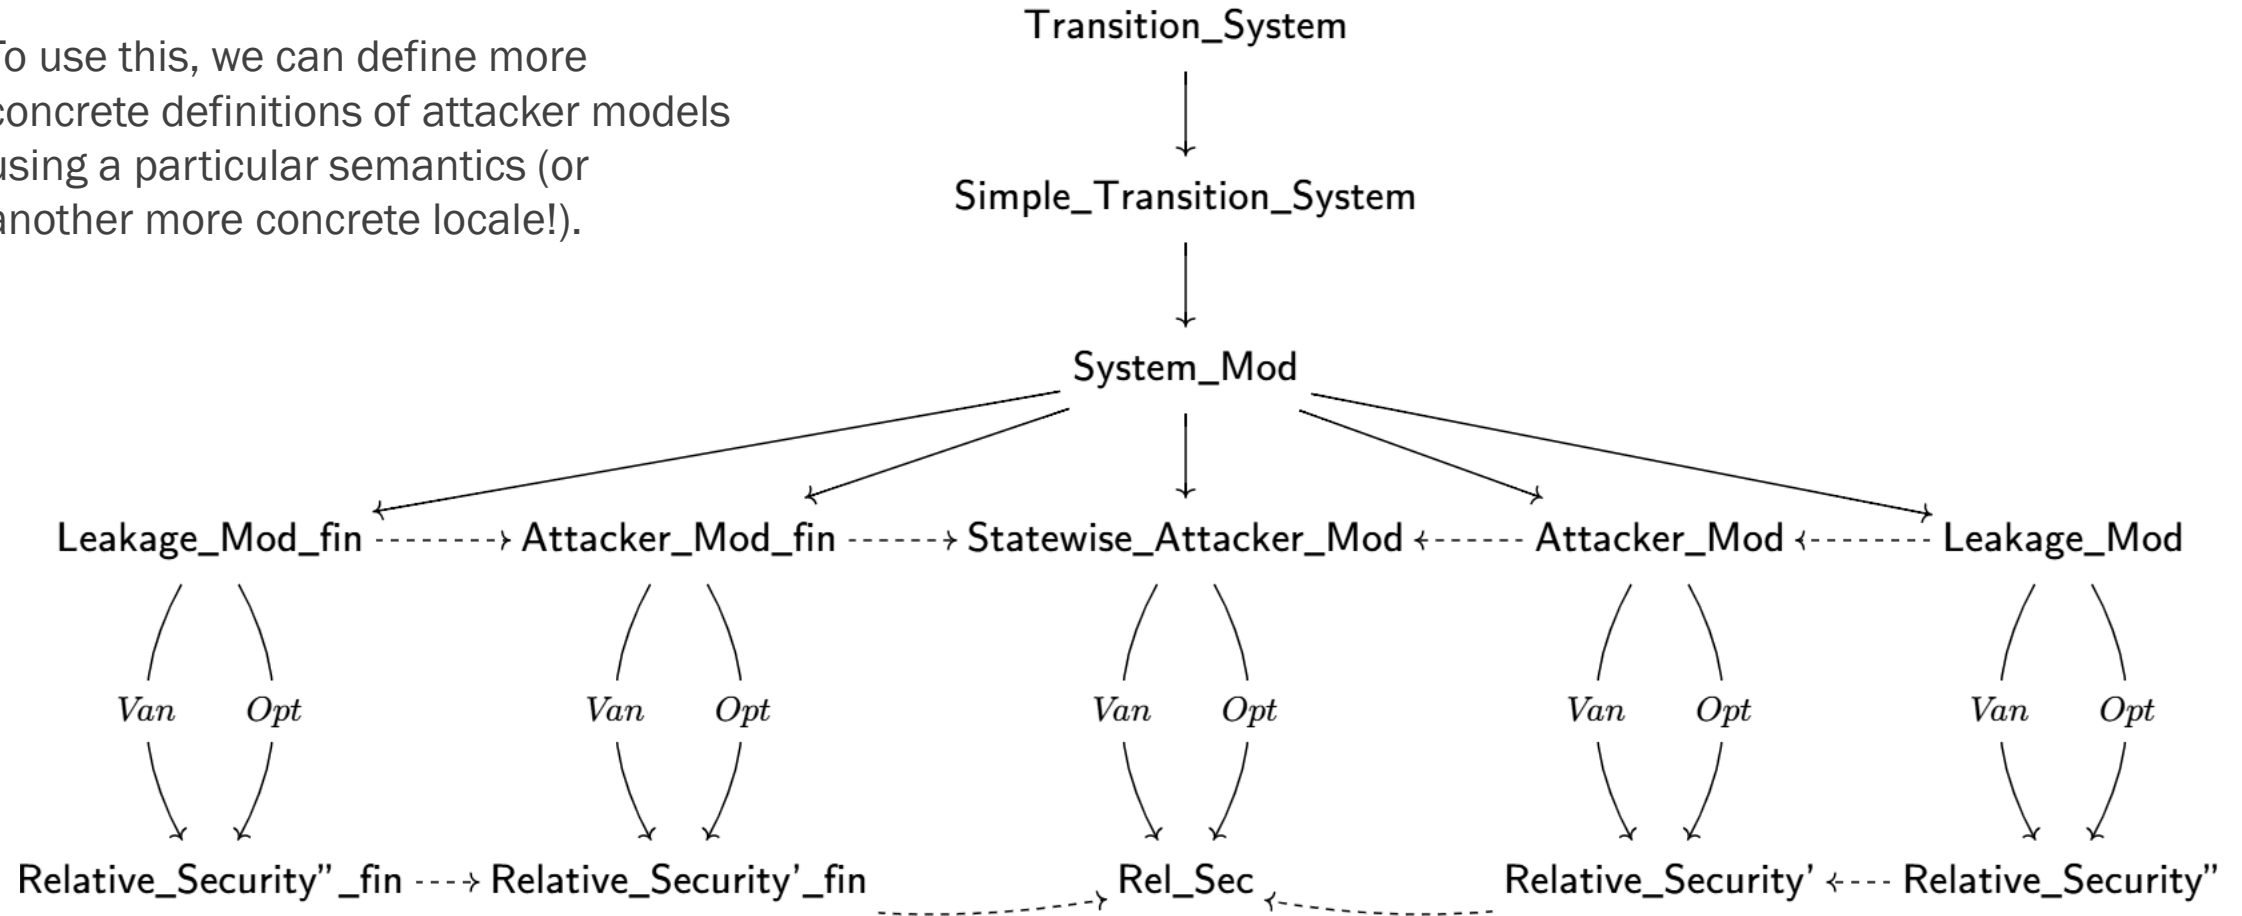 Transition_System
To use this, we can define more
concrete definitions of attacker models
using a particular semantics (or
another more concrete locale!).
Simple_Transition_System
System_Mod
Leakage_Mod_fin Attacker_Mod_fin Statewise_Attacker_Mod Attacker_Mod Leakage_Mod
Van Opt Van Opt Van Opt Van Opt Van Opt
Relative_Security”_fin Relative_Security’_fin Rel_Sec Relative_Security’ Relative_Security”